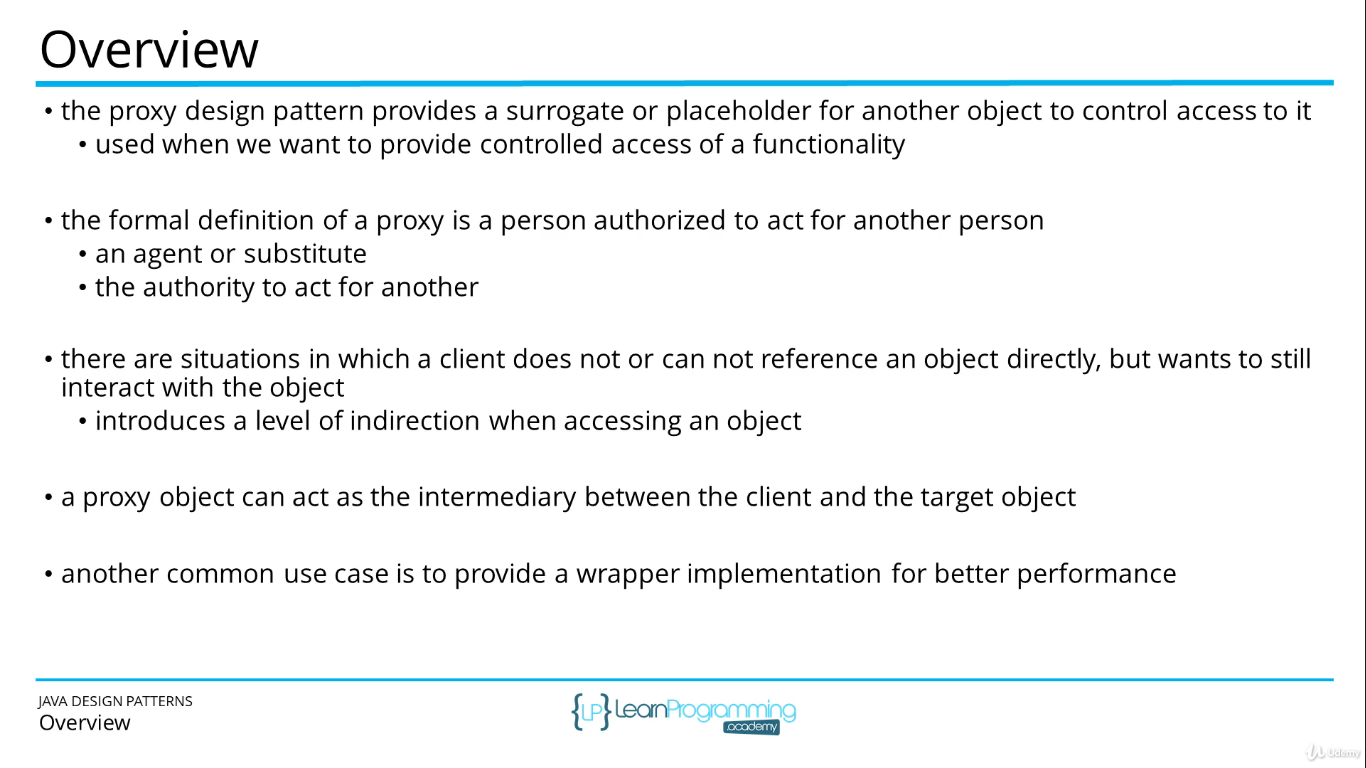 Overview
• the proxy design pattern provides a surrogate or placeholder for another object to control access to it
• used when we want to provide controlled access of a functionality
• the formal definition of a proxy is a person authorized to act for another person
• an agent or substitute
• the authority to act for another
• there are situations in which a client does not or can not reference an object directly, but wants to still
interact with the object
• introduces a level of indirection when accessing an object
• a proxy object can act as the intermediary between the client and the target object
• another common use case is to provide a wrapper implementation for better performance
JAVA DESIGN PATTERNS
Overview
{LP} LearnProgramming
.academy
Udemy